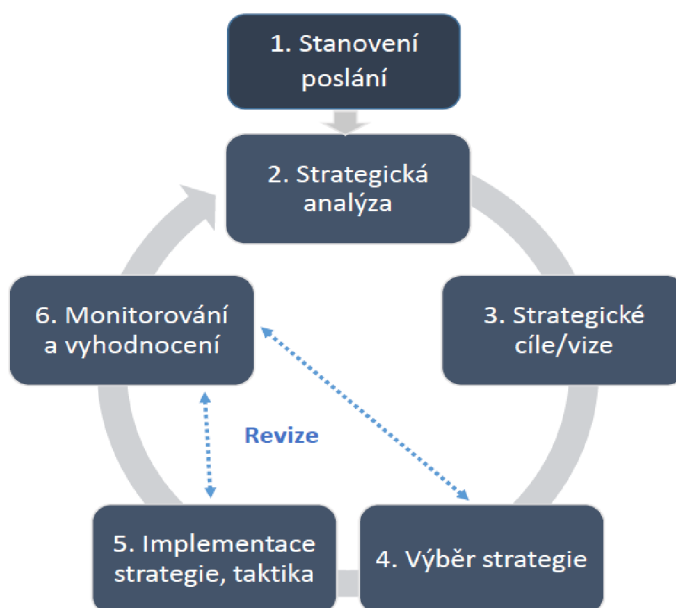 1. Stanovení
poslání
2. Strategická
analýza
3. Strategické
cíle/vize
4. Výběr strategie
5. Implementace
strategie, taktika
6. Monitorování
a vyhodnocení
Revize